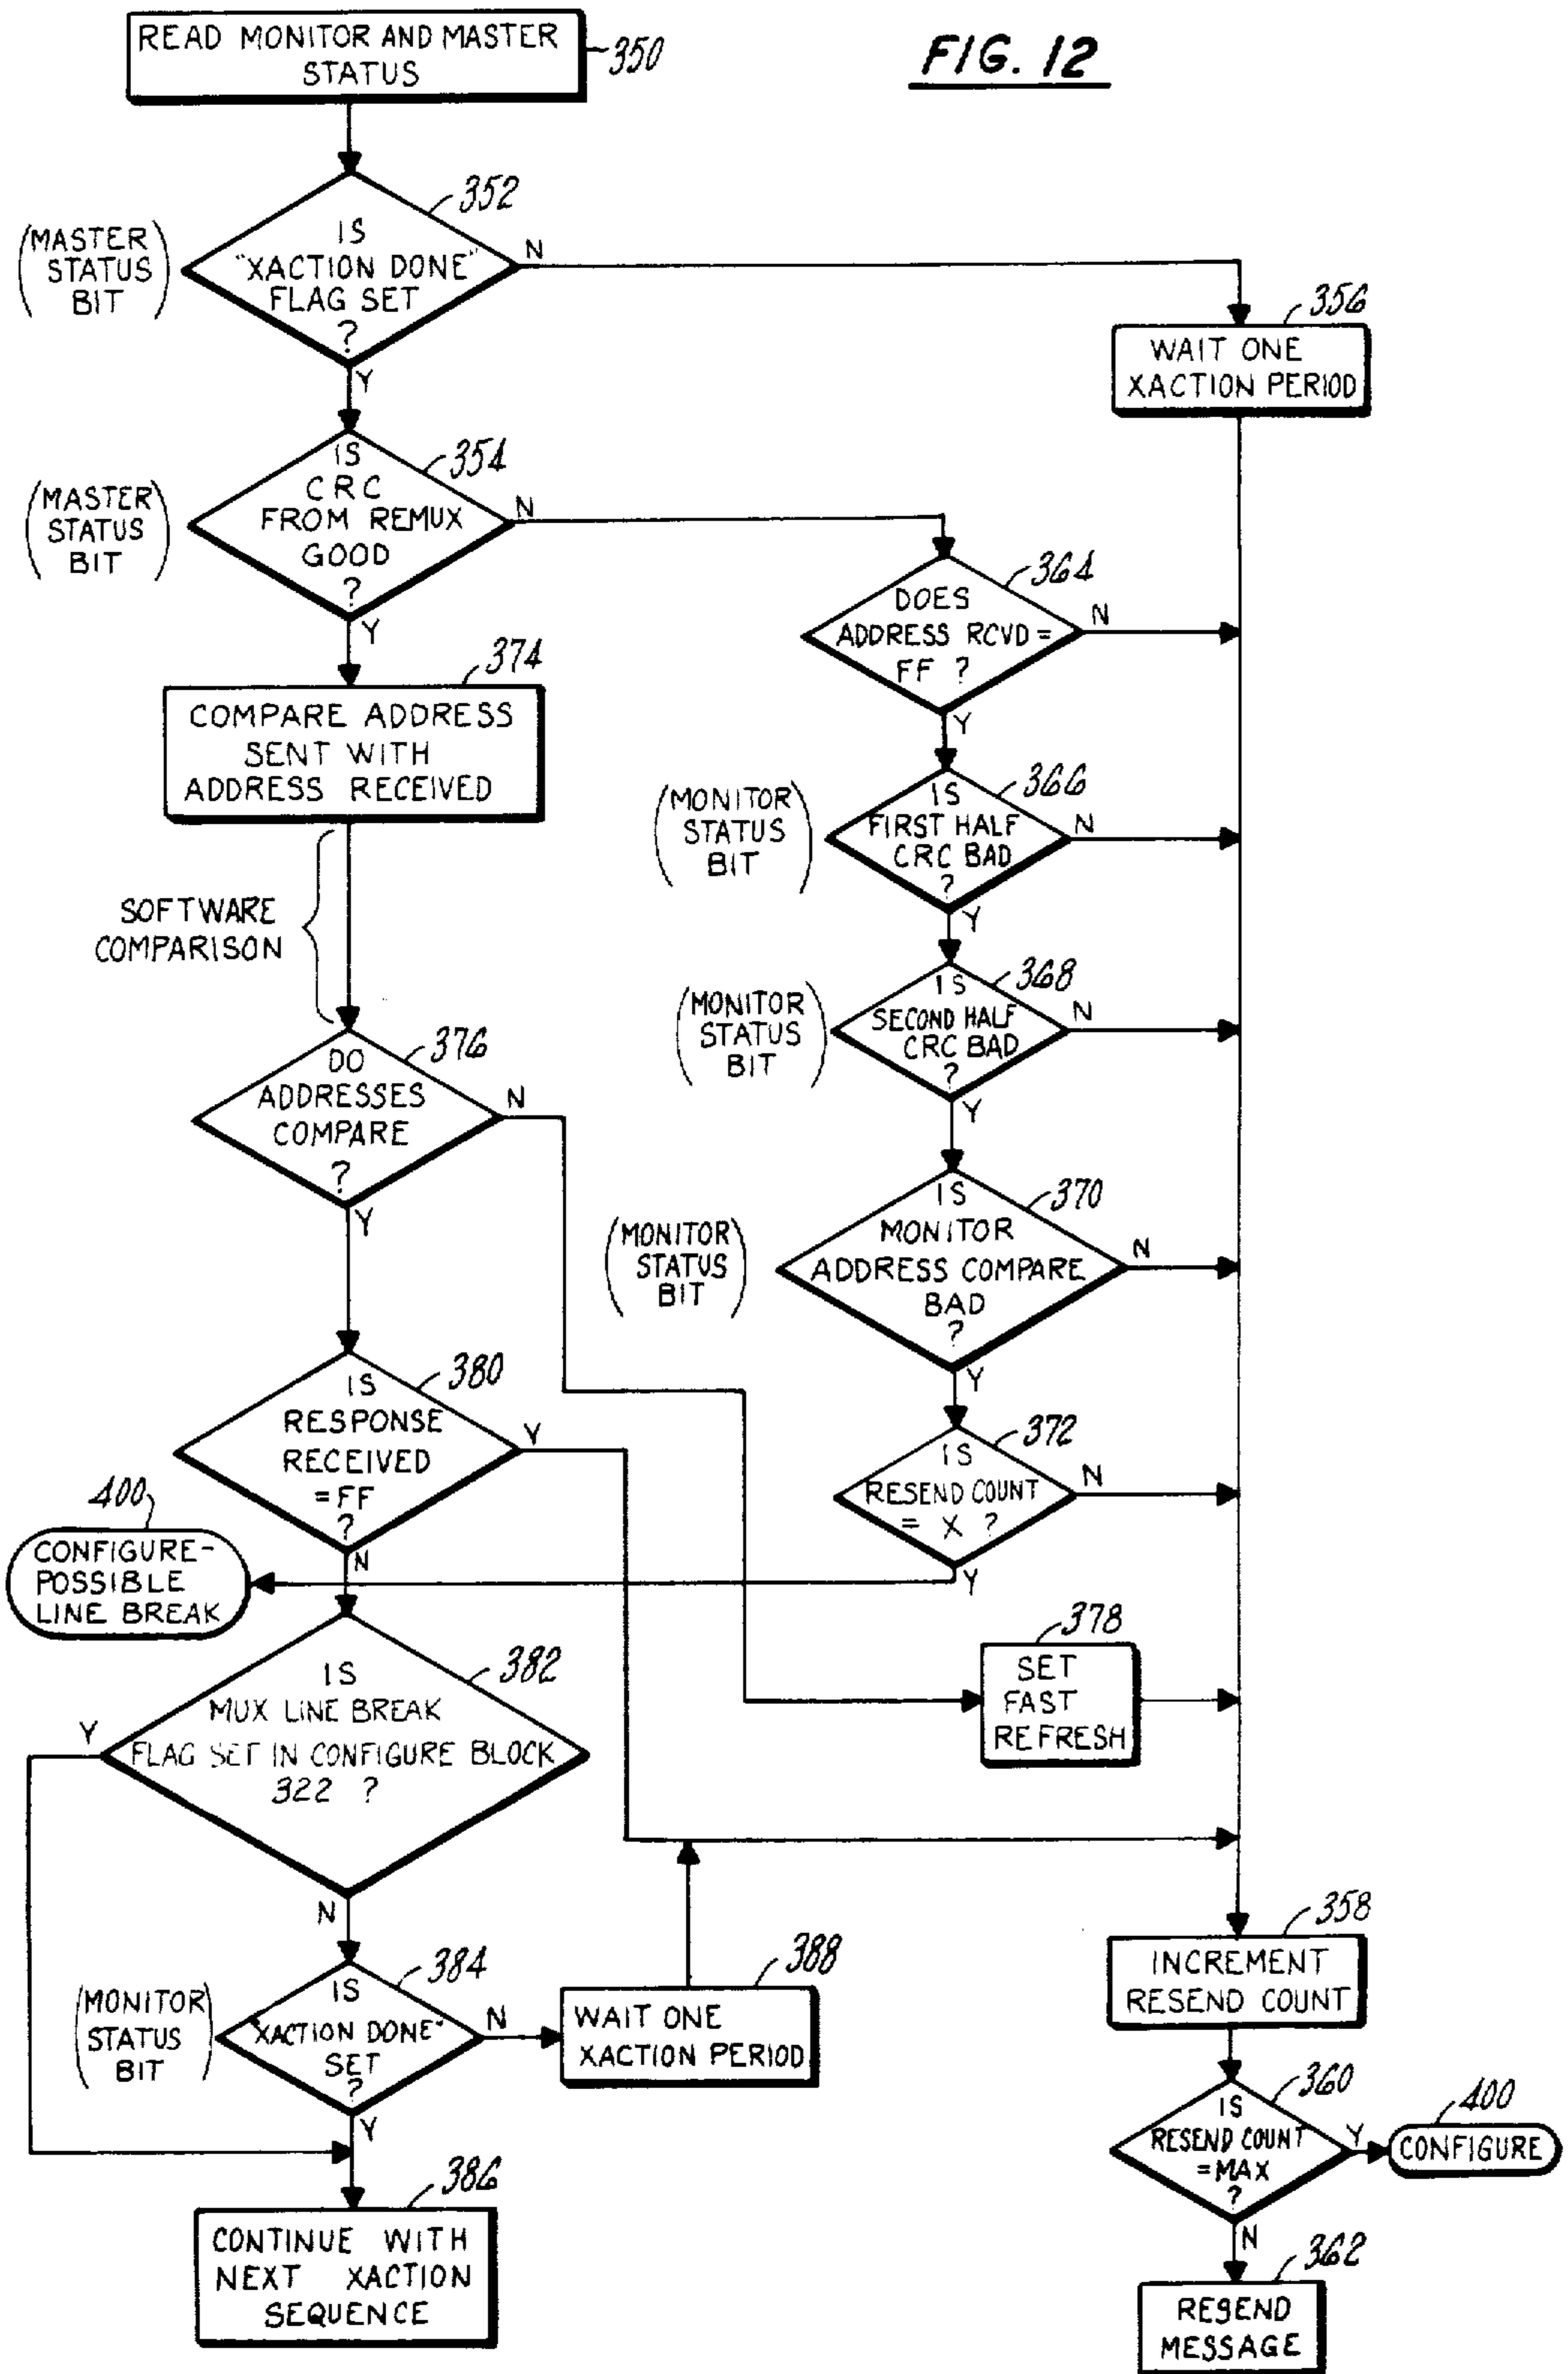 FIG. 12
READ MONITOR AND MASTER
STATUS
350
352
(MASTER
STATUS
BIT)
IS
"XACTION DONE"
FLAG SET
?
N
Y
356
WAIT ONE
XACTION PERIOD
354
(MASTER
STATUS
BIT)
IS
CRC
FROM REMUX
GOOD
?
N
Y
364
DOES
ADDRESS RCVD =
FF ?
N
Y
374
COMPARE ADDRESS
SENT WITH
ADDRESS RECEIVED
366
(MONITOR
STATUS
BIT)
IS
FIRST HALF
CRC BAD
?
N
Y
SOFTWARE
COMPARISON
368
(MONITOR
STATUS
BIT)
IS
SECOND HALF
CRC BAD
?
N
Y
376
DO
ADDRESSES
COMPARE
?
N
Y
370
(MONITOR
STATUS
BIT)
IS
MONITOR
ADDRESS COMPARE
BAD
?
N
Y
380
IS
RESPONSE
RECEIVED
=FF
?
Y
N
372
IS
RESEND COUNT
= X ?
N
Y
400
CONFIGURE-
POSSIBLE
LINE BREAK
378
SET
FAST
REFRESH
382
IS
MUX LINE BREAK
FLAG SET IN CONFIGURE BLOCK
322 ?
Y
N
384
(MONITOR
STATUS
BIT)
IS
"XACTION DONE"
SET
?
N
Y
388
WAIT ONE
XACTION PERIOD
358
INCREMENT
RESEND COUNT
360
IS
RESEND COUNT
=MAX
?
Y
N
400
CONFIGURE
386
CONTINUE WITH
NEXT XACTION
SEQUENCE
362
RESEND
MESSAGE